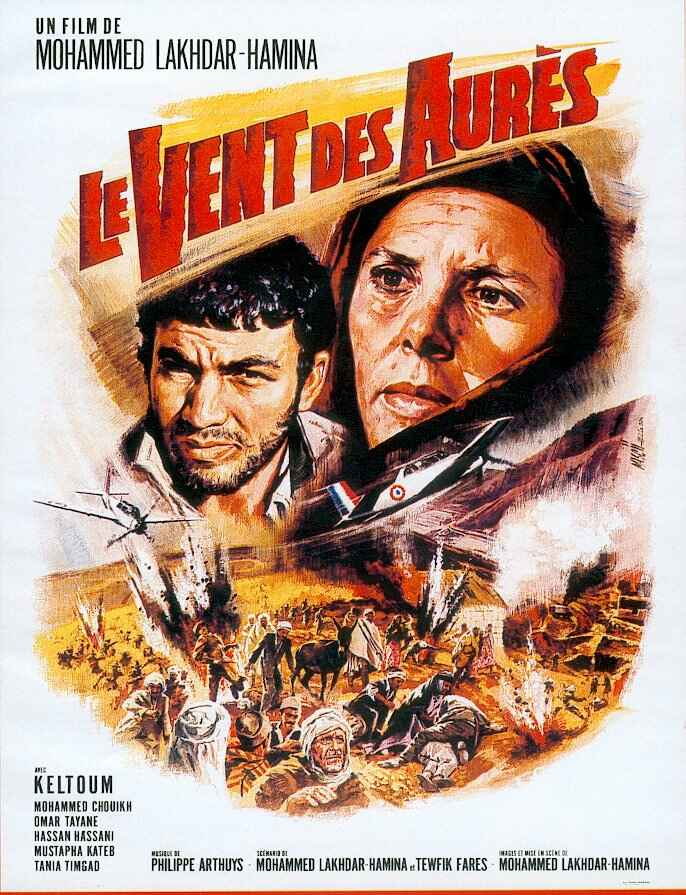 UN FILM DE
MOHAMMED LAKHDAR-HAMINA
LE VENT DES AURÈS
AVEC
KELTOUM
MOHAMMED CHOUIKH
OMAR TAYANE
HASSAN HASSANI
MUSTAPHA KATEB
TANIA TIMGAD
MUSIQUE DE
PHILIPPE ARTHUYS
SCÉNARIO DE
MOHAMMED LAKHDAR-HAMINA et TEWFIK FARES
IMAGES ET MISE EN SCÈNE DE
MOHAMMED LAKHDAR-HAMINA